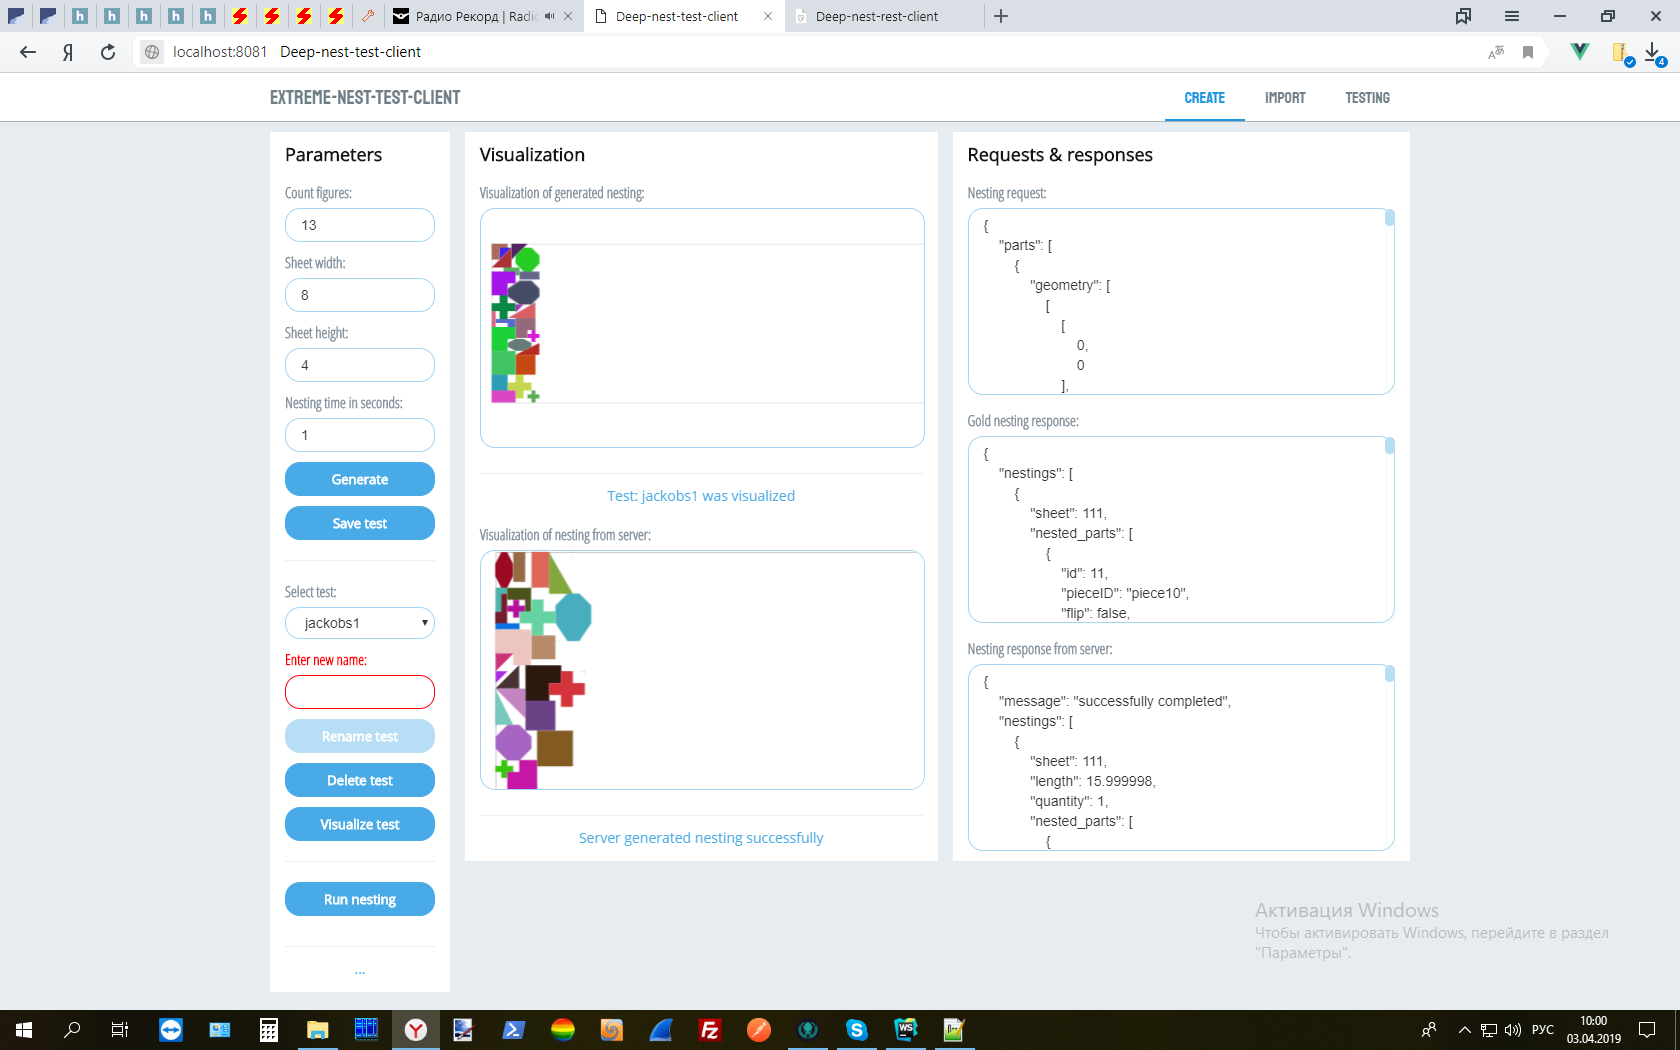 Радио Рекорд | Radio
Deep-nest-test-client
Deep-nest-rest-client
localhost:8081 Deep-nest-test-client
4
EXTREME-NEST-TEST-CLIENT
CREATE
IMPORT
TESTING
Parameters
Count figures:
13
Sheet width:
8
Sheet height:
4
Nesting time in seconds:
1
Generate
Save test
Select test:
jackobs1
Enter new name:
Rename test
Delete test
Visualize test
Run nesting
...
Visualization
Visualization of generated nesting:
Test: jackobs1 was visualized
Visualization of nesting from server:
Server generated nesting successfully
Requests & responses
Nesting request:
{
"parts": [
{
"geometry": [
[
[
0,
0
],
Gold nesting response:
{
"nestings": [
{
"sheet": 111,
"nested_parts": [
{
"id": 11,
"pieceID": "piece10",
"flip": false,
Nesting response from server:
{
"message": "successfully completed",
"nestings": [
{
"sheet": 111,
"length": 15.999998,
"quantity": 1,
"nested_parts": [
{
Активация Windows
Чтобы активировать Windows, перейдите в раздел
"Параметры".
РУС
10:00
03.04.2019